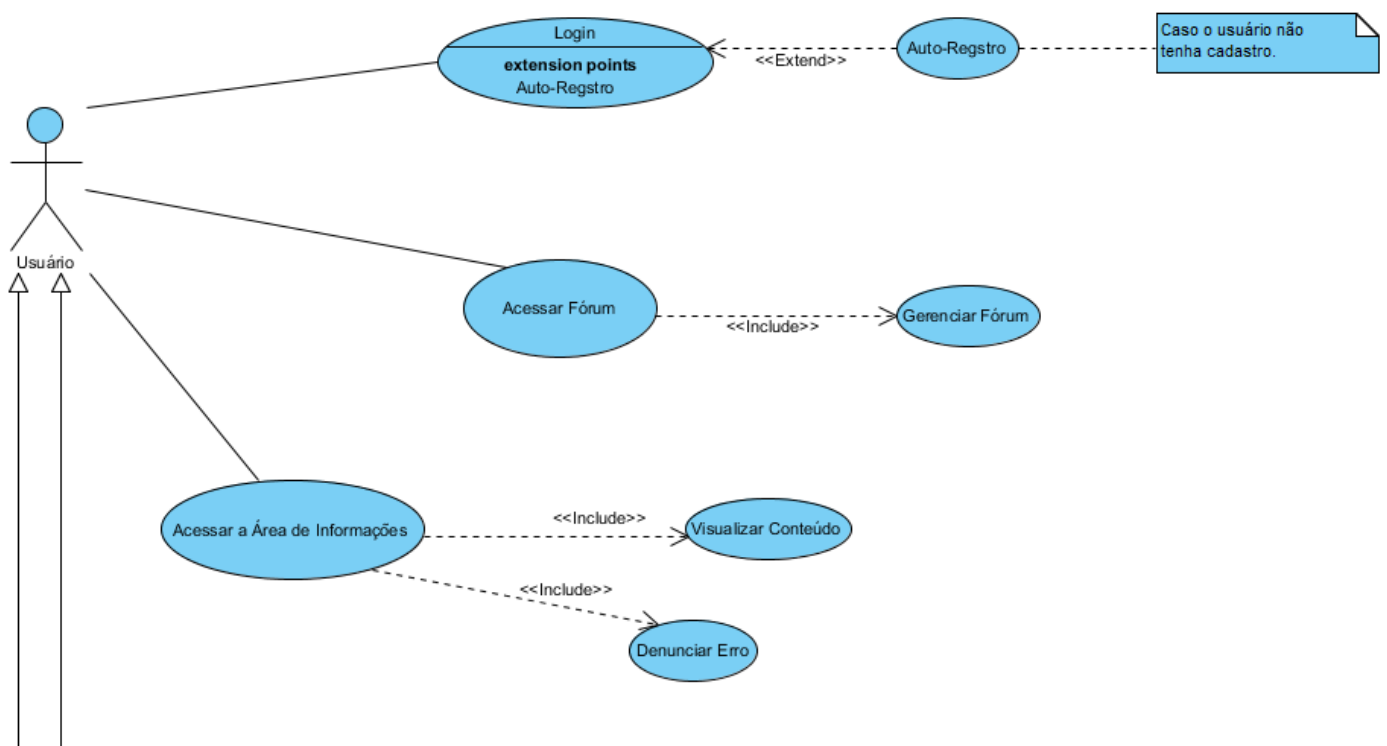 Login
extension points
Auto-Regstro
<<Extend>>
Auto-Regstro
Caso o usuário não
tenha cadastro.
Usuário
Acessar Fórum
<<Include>>
Gerenciar Fórum
Acessar a Área de Informações
<<Include>>
Visualizar Conteúdo
<<Include>>
Denunciar Erro